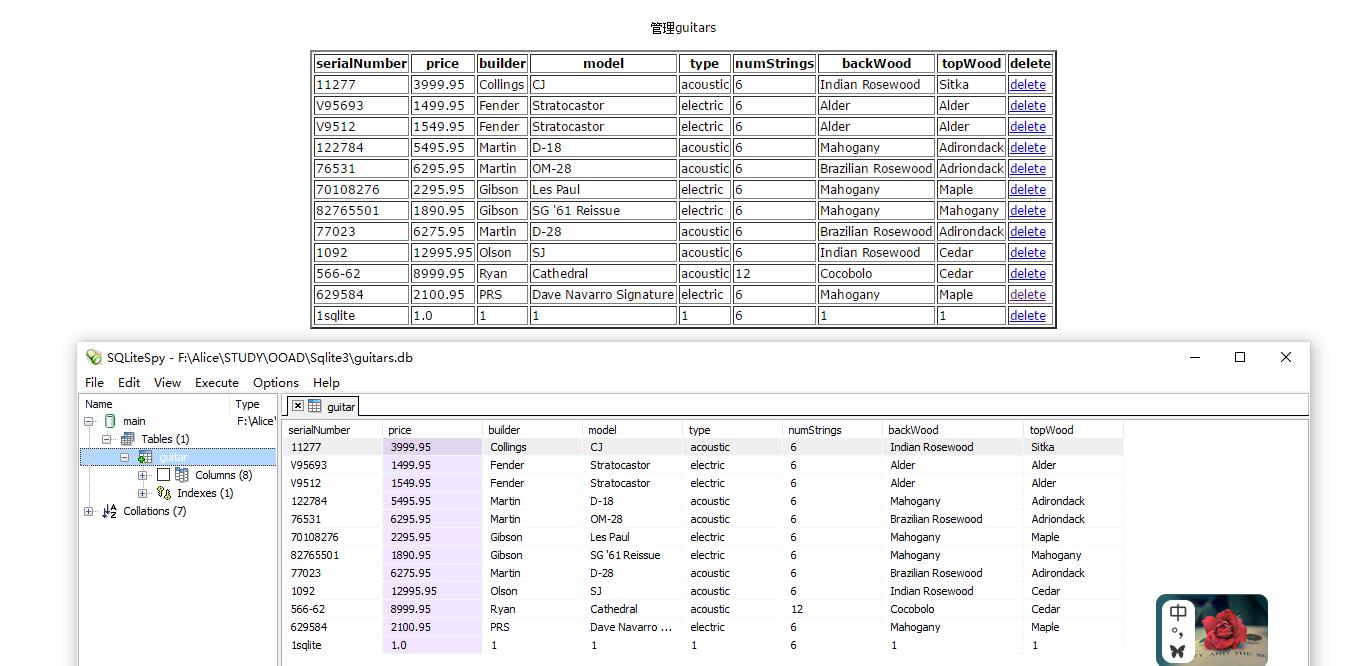 管理guitars
serialNumber price builder model type numStrings backWood topWood delete
11277 3999.95 Collings CJ acoustic 6 Indian Rosewood Sitka delete
V95693 1499.95 Fender Stratocastor electric 6 Alder Alder delete
V9512 1549.95 Fender Stratocastor electric 6 Alder Alder delete
122784 5495.95 Martin D-18 acoustic 6 Mahogany Adirondack delete
76531 6295.95 Martin OM-28 acoustic 6 Brazilian Rosewood Adriondack delete
70108276 2295.95 Gibson Les Paul electric 6 Mahogany Maple delete
82765501 1890.95 Gibson SG '61 Reissue electric 6 Mahogany Mahogany delete
77023 6275.95 Martin D-28 acoustic 6 Brazilian Rosewood Adirondack delete
1092 12995.95 Olson SJ acoustic 6 Indian Rosewood Cedar delete
566-62 8999.95 Ryan Cathedral acoustic 12 Cocobolo Cedar delete
629584 2100.95 PRS Dave Navarro Signature electric 6 Mahogany Maple delete
1sqlite 1.0 1 1 1 6 1 1 delete
SQLiteSpy - F:\Alice\STUDY\OOAD\Sqlite3\guitars.db
File Edit View Execute Options Help
Name Type
main F:\Alice'
Tables (1)
guitar
Columns (8)
Indexes (1)
Collations (7)
guitar
serialNumber price builder model type numStrings backWood topWood
11277 3999.95 Collings CJ acoustic 6 Indian Rosewood Sitka
V95693 1499.95 Fender Stratocastor electric 6 Alder Alder
V9512 1549.95 Fender Stratocastor electric 6 Alder Alder
122784 5495.95 Martin D-18 acoustic 6 Mahogany Adirondack
76531 6295.95 Martin OM-28 acoustic 6 Brazilian Rosewood Adriondack
70108276 2295.95 Gibson Les Paul electric 6 Mahogany Maple
82765501 1890.95 Gibson SG '61 Reissue electric 6 Mahogany Mahogany
77023 6275.95 Martin D-28 acoustic 6 Brazilian Rosewood Adirondack
1092 12995.95 Olson SJ acoustic 6 Indian Rosewood Cedar
566-62 8999.95 Ryan Cathedral acoustic 12 Cocobolo Cedar
629584 2100.95 PRS Dave Navarro ... electric 6 Mahogany Maple
1sqlite 1.0 1 1 1 6 1 1
中
°,
AND THE